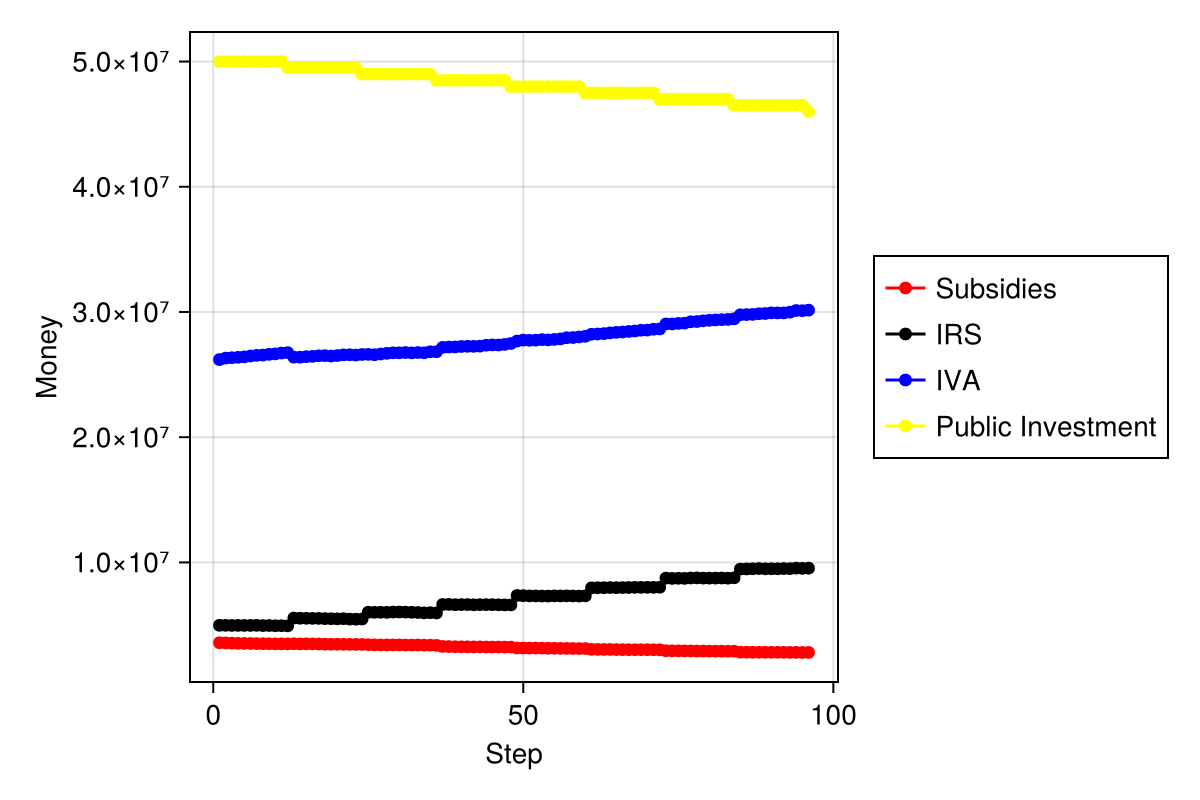 5.0×10⁷
4.0×10⁷
3.0×10⁷
2.0×10⁷
1.0×10⁷
Money
0
50
100
Step
Subsidies
IRS
IVA
Public Investment